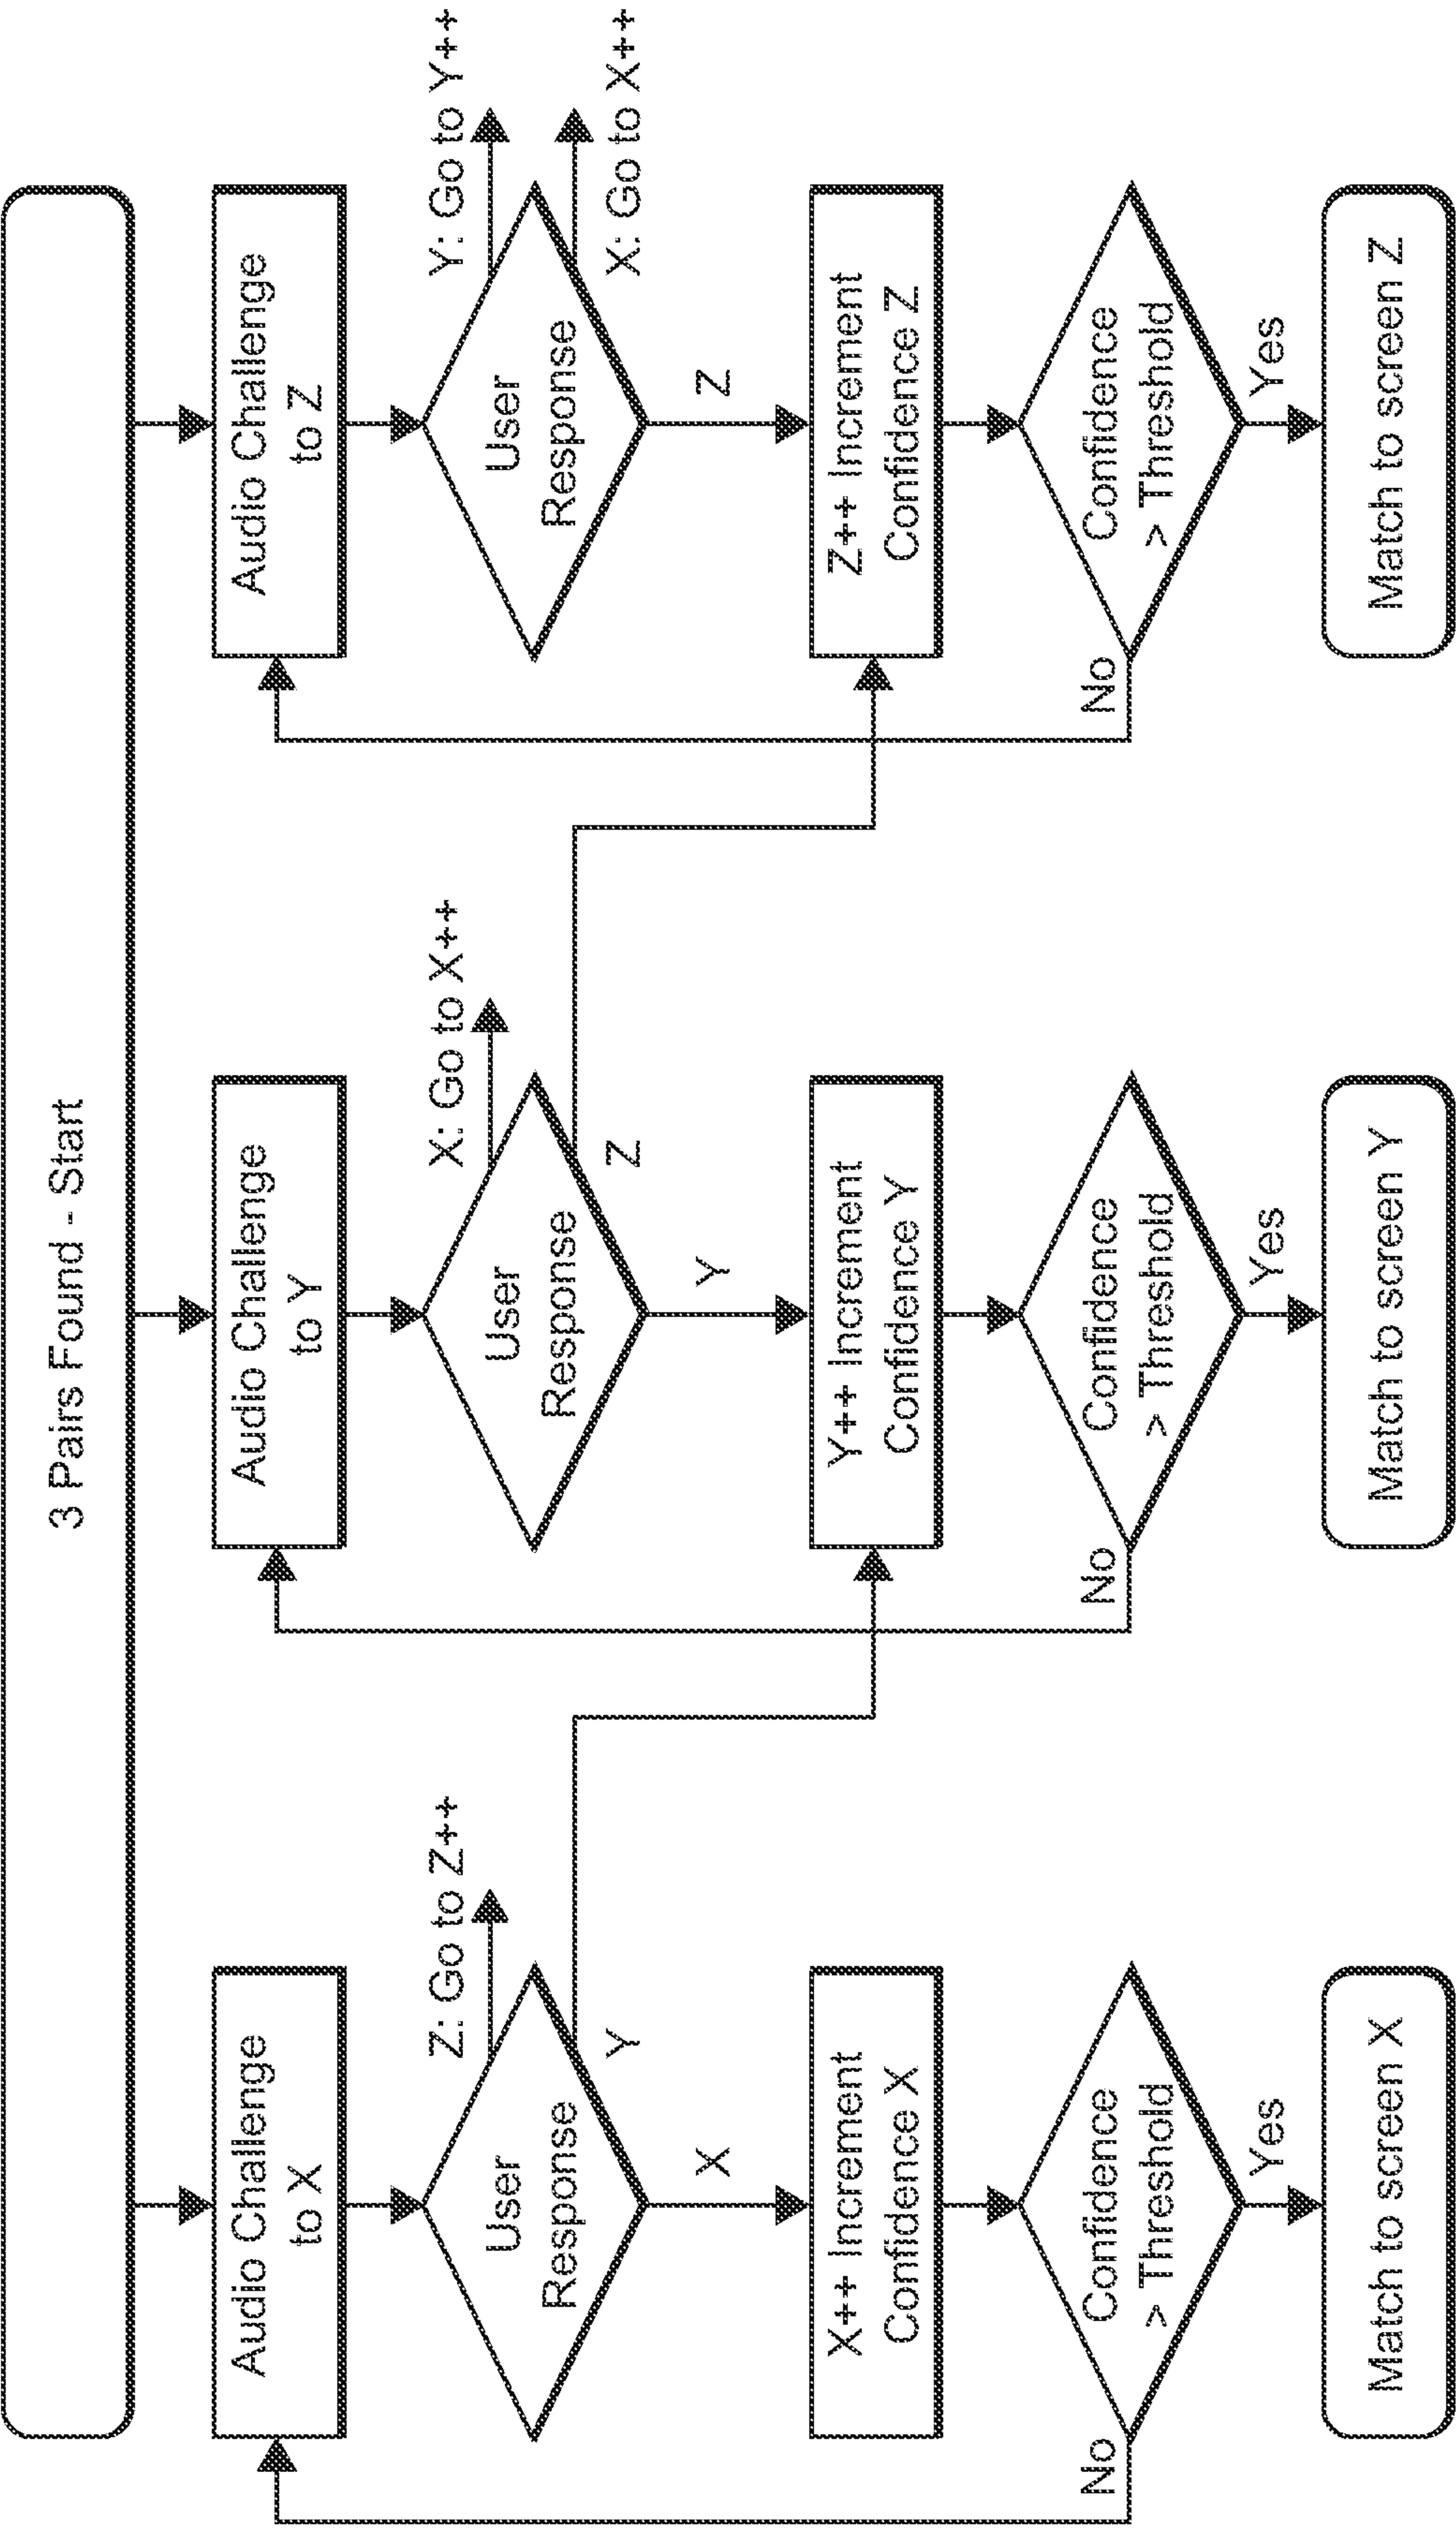 3 Pairs Found - Start
Audio Challenge
to X
Audio Challenge
to Y
Audio Challenge
to Z
User
Response
Z: Go to Z++
Y
X
User
Response
X: Go to X++
Z
Y
User
Response
Y: Go to Y++
X: Go to X++
Z
X++ Increment
Confidence X
Y++ Increment
Confidence Y
Z++ Increment
Confidence Z
No
Confidence
> Threshold
Yes
No
Confidence
> Threshold
Yes
No
Confidence
> Threshold
Yes
Match to screen X
Match to screen Y
Match to screen Z